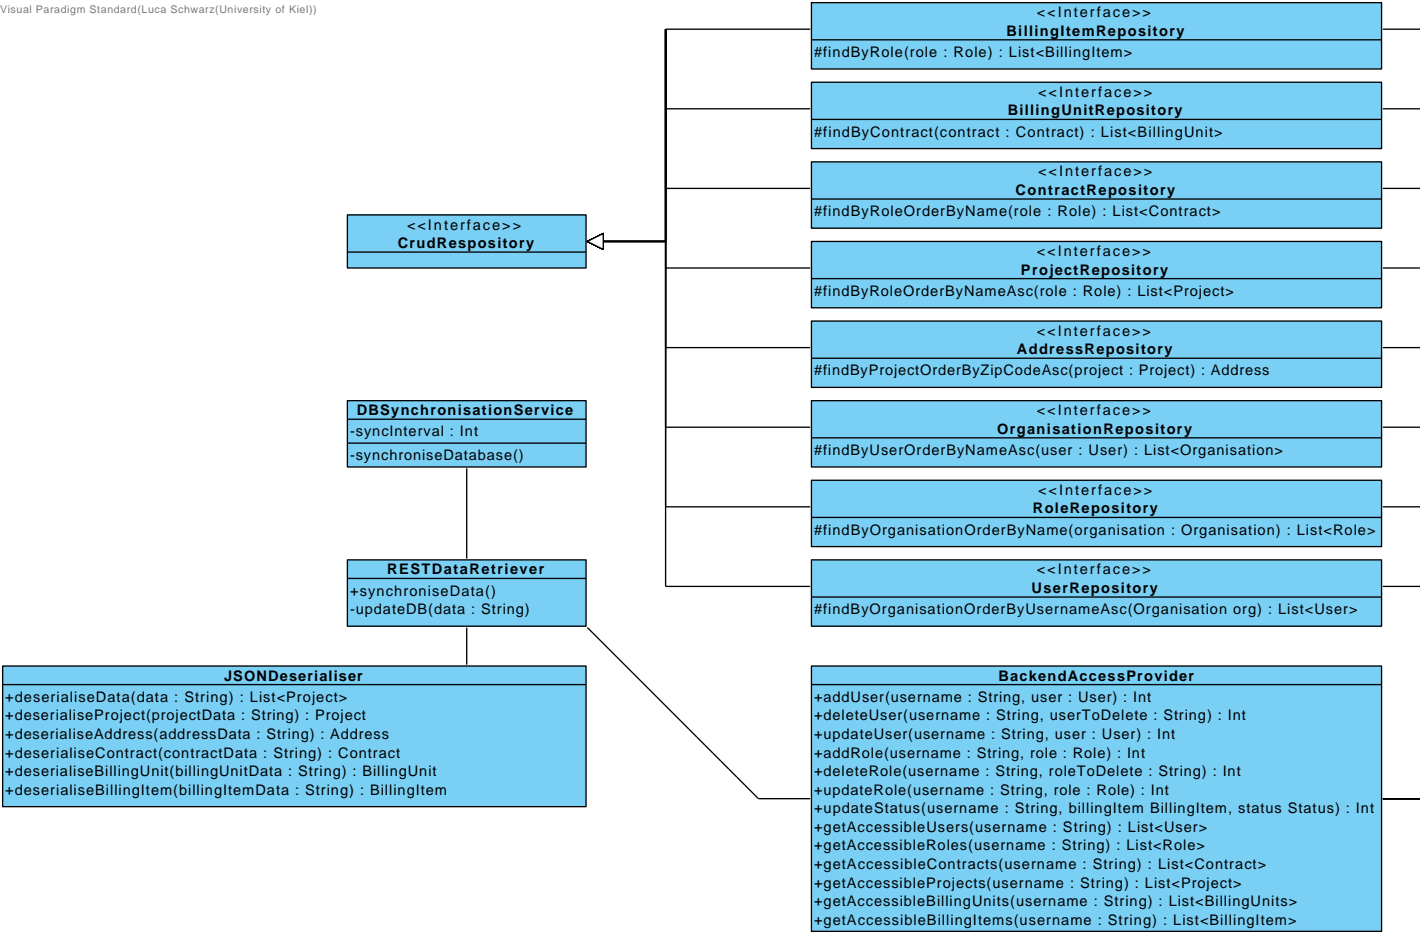 Visual Paradigm Standard(Luca Schwarz(University of Kiel))
<<Interface>>
BillingItemRepository
#findByRole(role : Role) : List<BillingItem>
<<Interface>>
BillingUnitRepository
#findByContract(contract : Contract) : List<BillingUnit>
<<Interface>>
ContractRepository
#findByRoleOrderByName(role : Role) : List<Contract>
<<Interface>>
CrudRespository
<<Interface>>
ProjectRepository
#findByRoleOrderByNameAsc(role : Role) : List<Project>
<<Interface>>
AddressRepository
#findByProjectOrderByZipCodeAsc(project : Project) : Address
<<Interface>>
OrganisationRepository
#findByUserOrderByNameAsc(user : User) : List<Organisation>
DBSynchronisationService
-syncInterval : Int
-synchroniseDatabase()
<<Interface>>
RoleRepository
#findByOrganisationOrderByName(organisation : Organisation) : List<Role>
<<Interface>>
UserRepository
#findByOrganisationOrderByUsernameAsc(Organisation org) : List<User>
RESTDataRetriever
+synchroniseData()
-updateDB(data : String)
JSONDeserialiser
+deserialiseData(data : String) : List<Project>
+deserialiseProject(projectData : String) : Project
+deserialiseAddress(addressData : String) : Address
+deserialiseContract(contractData : String) : Contract
+deserialiseBillingUnit(billingUnitData : String) : BillingUnit
+deserialiseBillingItem(billingItemData : String) : BillingItem
BackendAccessProvider
+addUser(username : String, user : User) : Int
+deleteUser(username : String, userToDelete : String) : Int
+updateUser(username : String, user : User) : Int
+addRole(username : String, role : Role) : Int
+deleteRole(username : String, roleToDelete : String) : Int
+updateRole(username : String, role : Role) : Int
+updateStatus(username : String, billingItem BillingItem, status Status) : Int
+getAccessibleUsers(username : String) : List<User>
+getAccessibleRoles(username : String) : List<Role>
+getAccessibleContracts(username : String) : List<Contract>
+getAccessibleProjects(username : String) : List<Project>
+getAccessibleBillingUnits(username : String) : List<BillingUnits>
+getAccessibleBillingItems(username : String) : List<BillingItem>